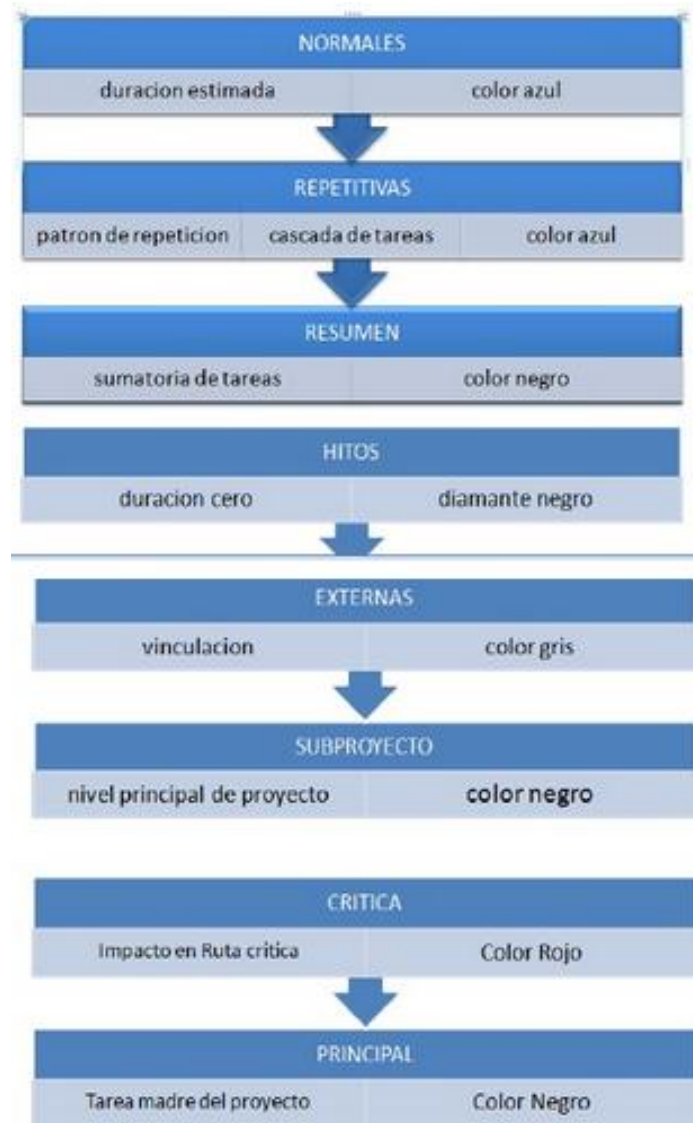 NORMALES
duracion estimada color azul
REPETITIVAS
patron de repeticion cascada de tareas color azul
RESUMEN
sumatoria de tareas color negro
HITOS
duracion cero diamante negro
EXTERNAS
vinculacion color gris
SUBPROYECTO
nivel principal de proyecto color negro
CRITICA
Impacto en Ruta critica Color Rojo
PRINCIPAL
Tarea madre del proyecto Color Negro